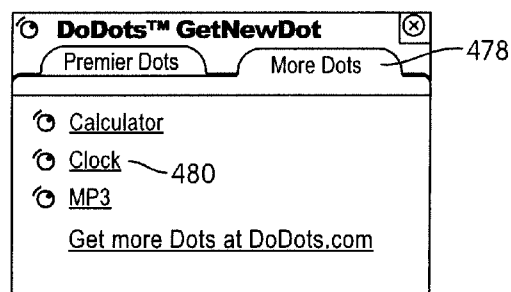 DoDots™ GetNewDot
Premier Dots More Dots 478
Calculator
Clock 480
MP3
Get more Dots at DoDots.com